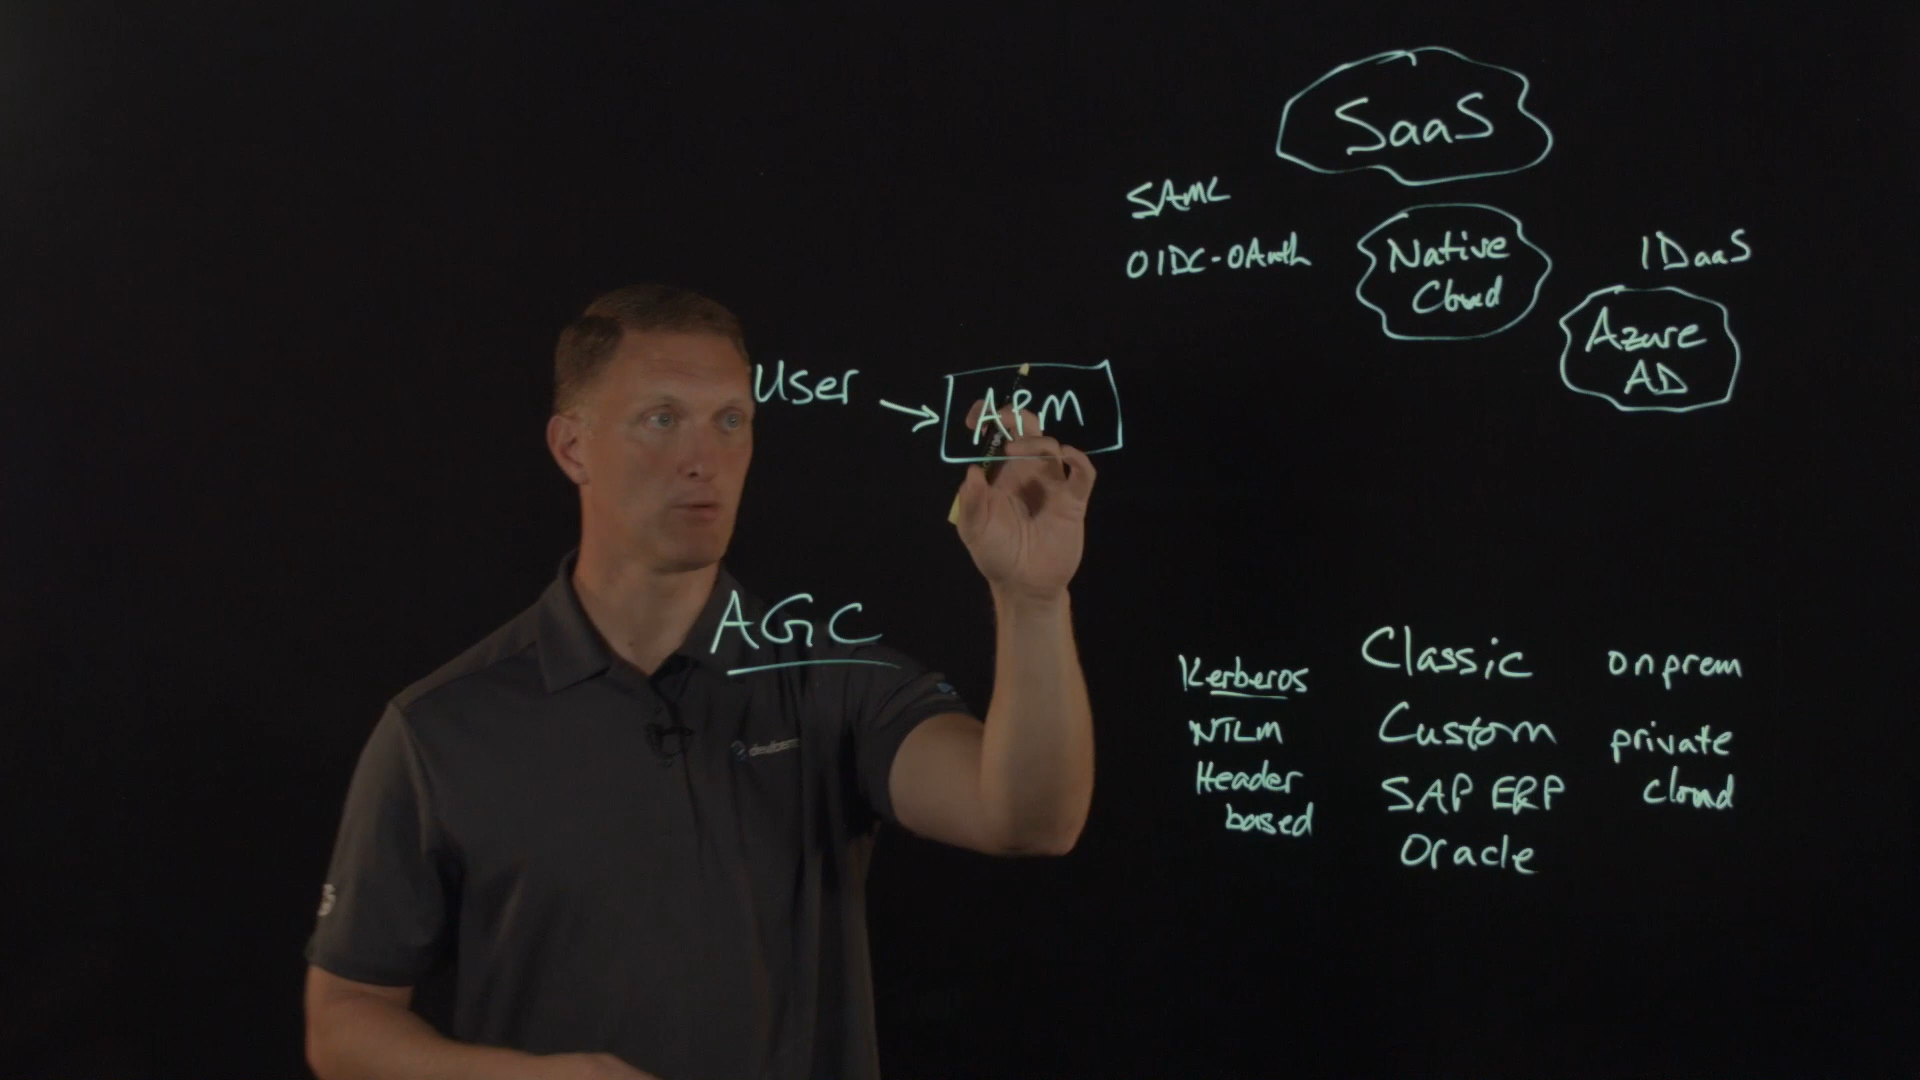 SaaS
SAML
OIDC-OAuth
Native
Cloud
IDaaS
Azure
AD
User
APM
AGC
Kerberos
NTLM
Header
based
Classic
Custom
SAP ERP
Oracle
onprem
private
cloud